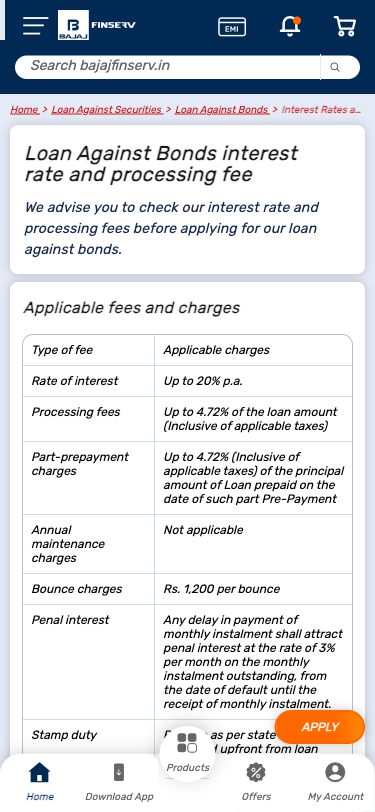 BAJAJ FINSERV
EMI
Search bajajfinserv.in
Home > Loan Against Securities > Loan Against Bonds > Interest Rates a...
Loan Against Bonds interest
rate and processing fee
We advise you to check our interest rate and
processing fees before applying for our loan
against bonds.
Applicable fees and charges
Type of fee
Applicable charges
Rate of interest
Up to 20% p.a.
Processing fees
Up to 4.72% of the loan amount
(Inclusive of applicable taxes)
Part-prepayment
charges
Up to 4.72% (Inclusive of
applicable taxes) of the principal
amount of Loan prepaid on the
date of such part Pre-Payment
Annual
maintenance
charges
Not applicable
Bounce charges
Rs. 1,200 per bounce
Penal interest
Any delay in payment of
monthly instalment shall attract
penal interest at the rate of 3%
per month on the monthly
instalment outstanding, from
the date of default until the
receipt of monthly instalment.
APPLY
Stamp duty
as per state
upfront from loan
Products
Home
Download App
Offers
My Account